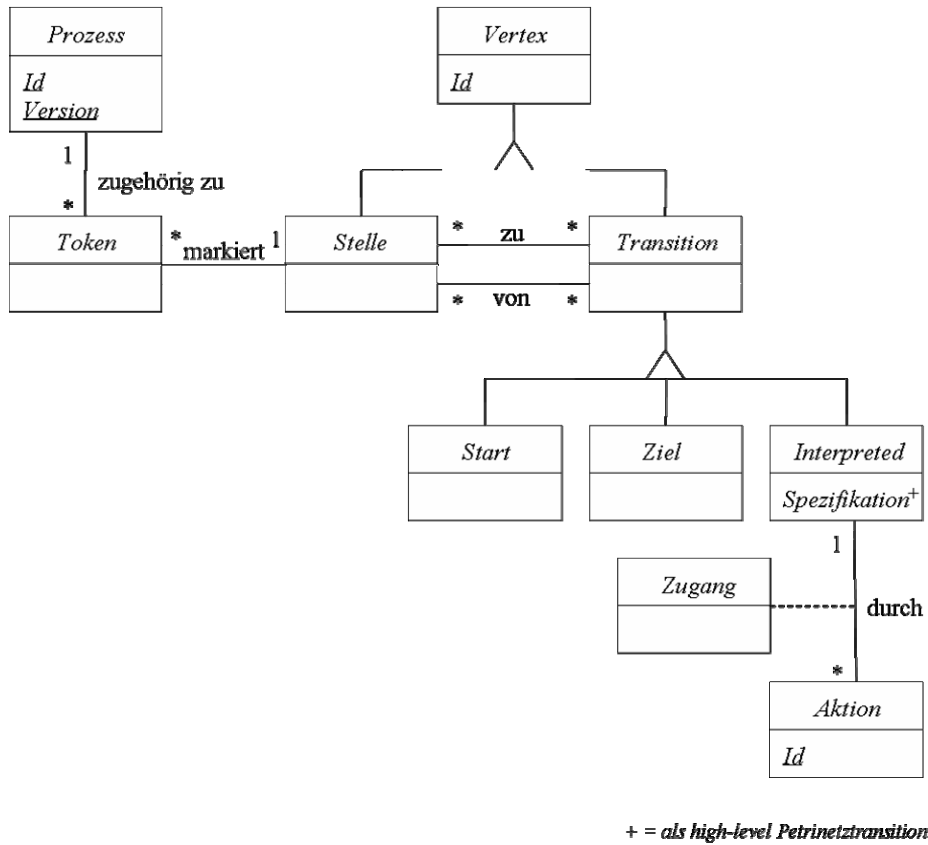 Prozess
Id
Version
Vertex
Id
1
zugehörig zu
*
Token
*
markiert
1
Stelle
*
zu
*
Transition
*
von
*
Start
Ziel
Interpreted
Spezifikation+
1
Zugang
durch
*
Aktion
Id
+ = als high-level Petrinetztransition